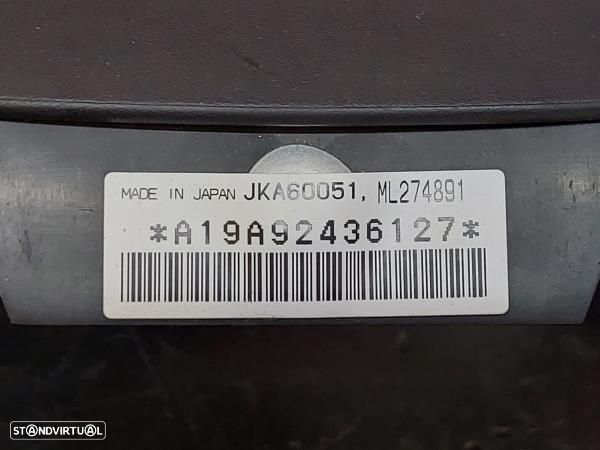 MADE IN JAPAN JKA60051, ML274891
*A19A92436127*
STANDVIRTUAL